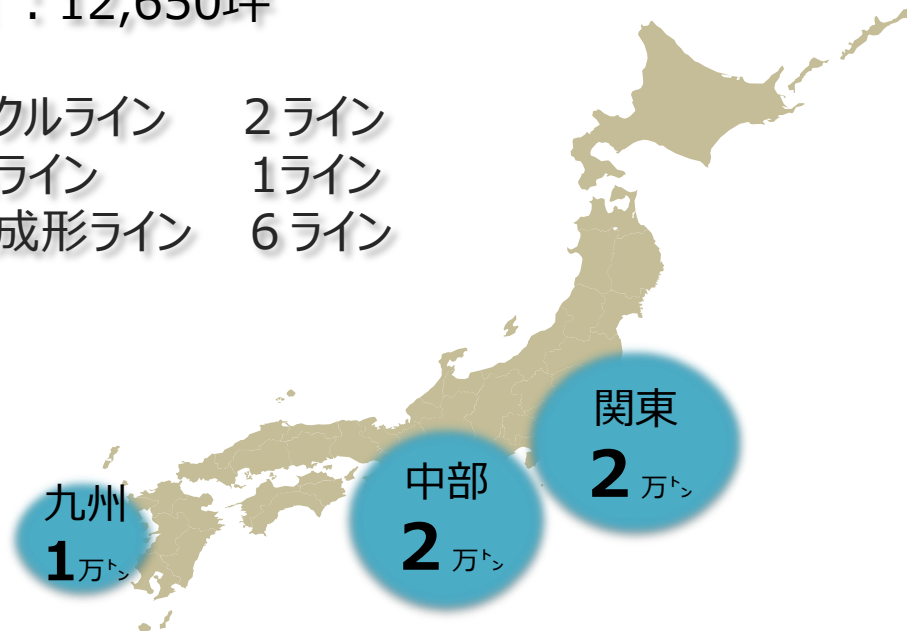 : 12,650坪
クルライン 2ライン
ライン 1ライン
成形ライン 6ライン
関東
2万㌧
中部
2万㌧
九州
1万㌧